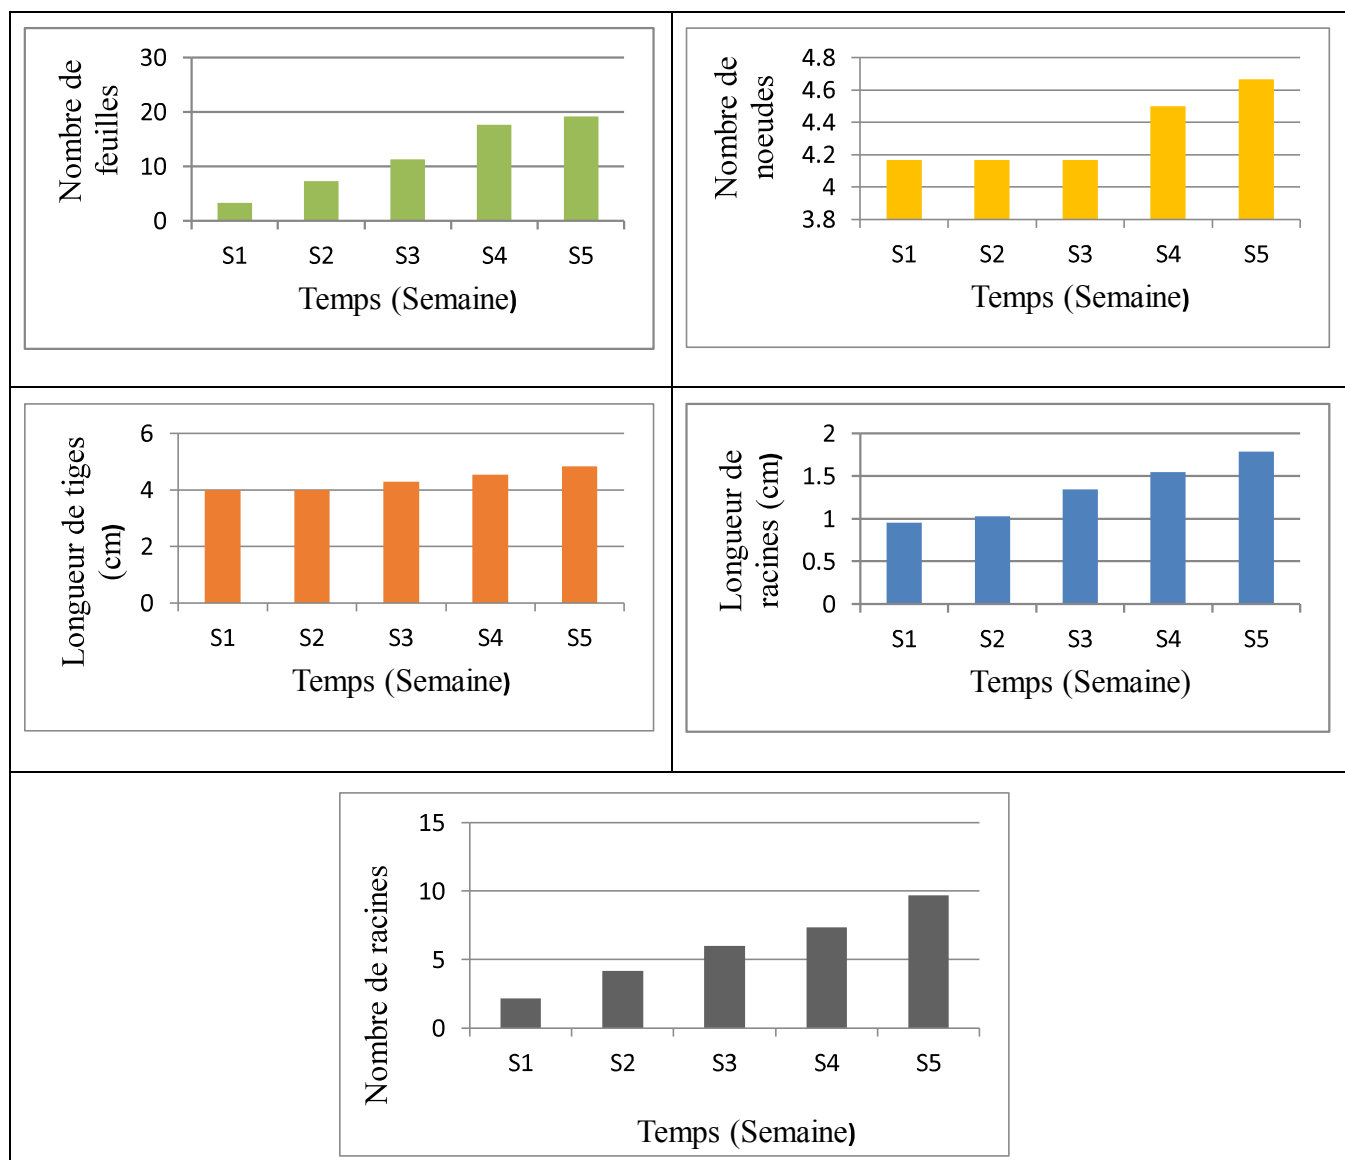 Nombre de
feuilles
30
20
10
0
S1 S2 S3 S4 S5
Temps (Semaine)
Nombre de
noeudes
4.8
4.6
4.4
4.2
4
3.8
S1 S2 S3 S4 S5
Temps (Semaine)
Longueur de tiges
(cm)
6
4
2
0
S1 S2 S3 S4 S5
Temps (Semaine)
Longueur de
racines (cm)
2
1.5
1
0.5
0
S1 S2 S3 S4 S5
Temps (Semaine)
Nombre de racines
15
10
5
0
S1 S2 S3 S4 S5
Temps (Semaine)